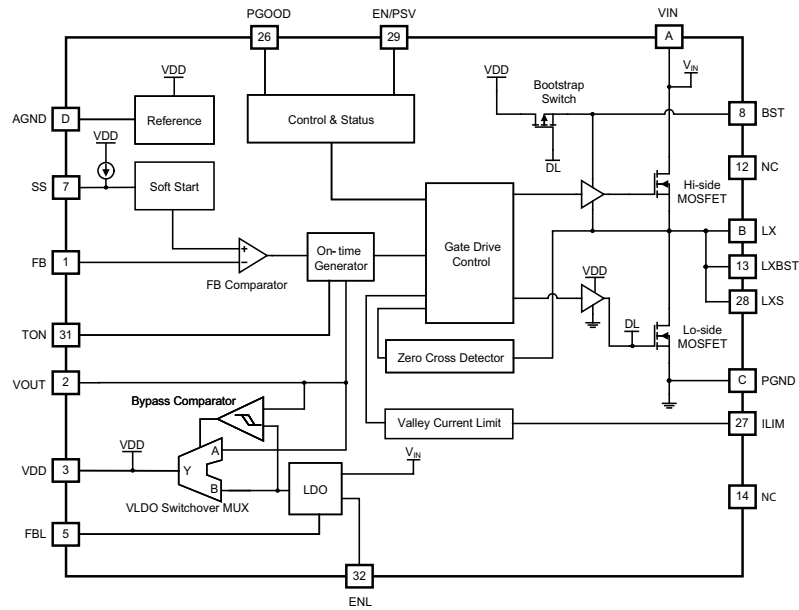 PGOOD
EN/PSV
VIN
26
29
A
VDD
VDD
Bootstrap
Switch
VIN
AGND
D
Reference
Control & Status
8
BST
VDD
DL
12
NC
SS
7
Soft Start
Hi-side
MOSFET
Gate Drive
Control
B
LX
FB
1
+
–
FB Comparator
On-time
Generator
13
LXBST
VDD
28
LXS
TON
31
DL
Lo-side
MOSFET
Zero Cross Detector
VOUT
2
C
PGND
Bypass Comparator
Valley Current Limit
27
ILIM
VDD
3
VDD
Y
A
B
VIN
LDO
14
NC
VLDO Switchover MUX
FBL
5
32
ENL